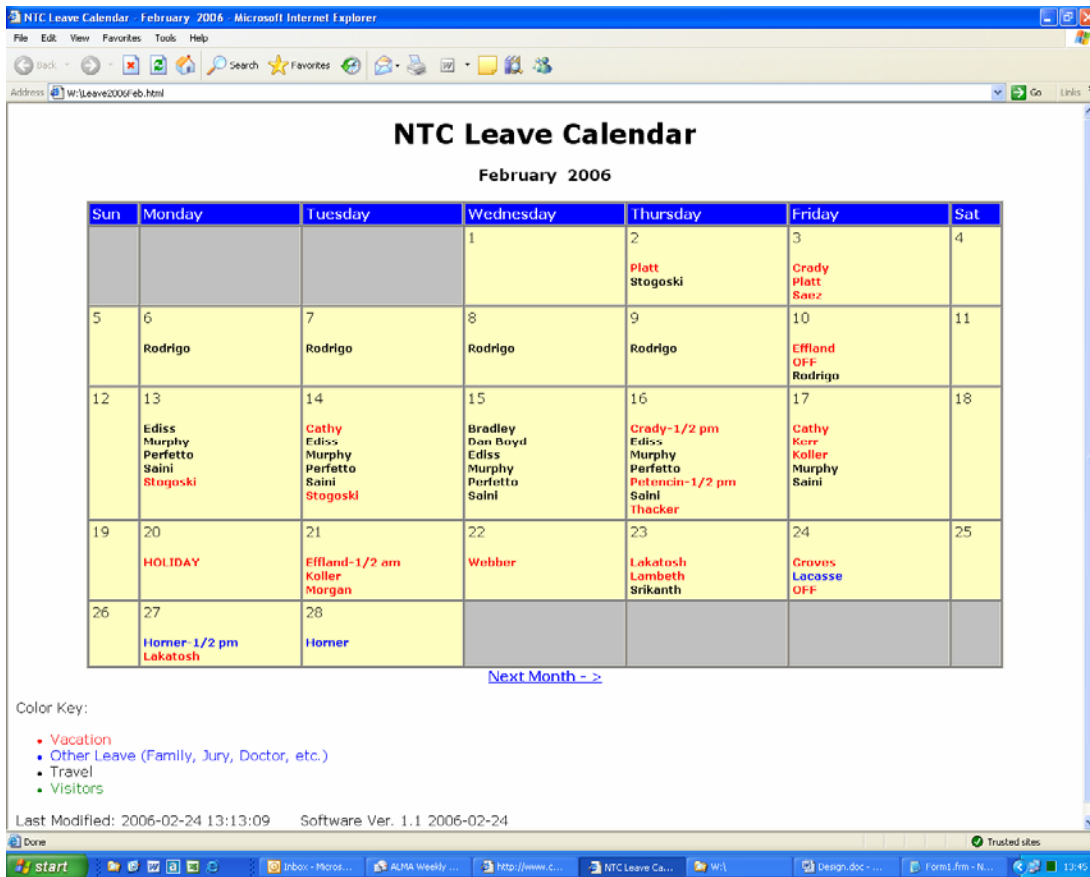 NTC Leave Calendar - February 2006 - Microsoft Internet Explorer
File Edit View Favorites Tools Help
Back Search Favorites
Address W:\Leave2006Feb.html Go Links
NTC Leave Calendar
February 2006
Sun Monday Tuesday Wednesday Thursday Friday Sat
1 2 3 4
Platt Crady
Stogoski Platt
Saez
5 6 7 8 9 10 11
Rodrigo Rodrigo Rodrigo Rodrigo Effland
OFF
Rodrigo
12 13 14 15 16 17 18
Ediss Cathy Bradley Crady-1/2 pm Cathy
Murphy Ediss Dan Boyd Ediss Kerr
Perfetto Murphy Ediss Murphy Koller
Saini Perfetto Murphy Perfetto Murphy
Stogoski Saini Perfetto Petencin-1/2 pm Saini
Stogoski Saini Saini
Thacker
19 20 21 22 23 24 25
HOLIDAY Effland-1/2 am Webber Lakatosh Groves
Koller Lambeth Lacasse
Morgan Srikanth OFF
26 27 28
Horner-1/2 pm Horner
Lakatosh
Next Month - >
Color Key:
Vacation
Other Leave (Family, Jury, Doctor, etc.)
Travel
Visitors
Last Modified: 2006-02-24 13:13:09 Software Ver. 1.1 2006-02-24
Done Trusted sites
start Inbox - Micros... ALMA Weekly ... http://www.c... NTC Leave Ca... W:\ Design.doc - ... Form1.frm - N... 13:45